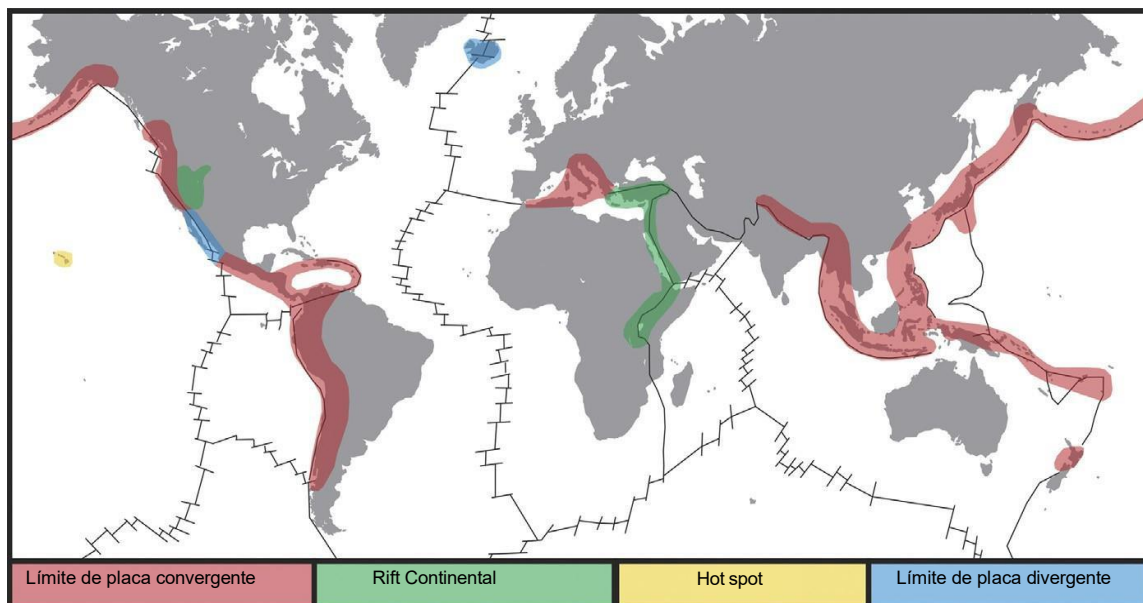 Límite de placa convergente
Rift Continental
Hot spot
Límite de placa divergente